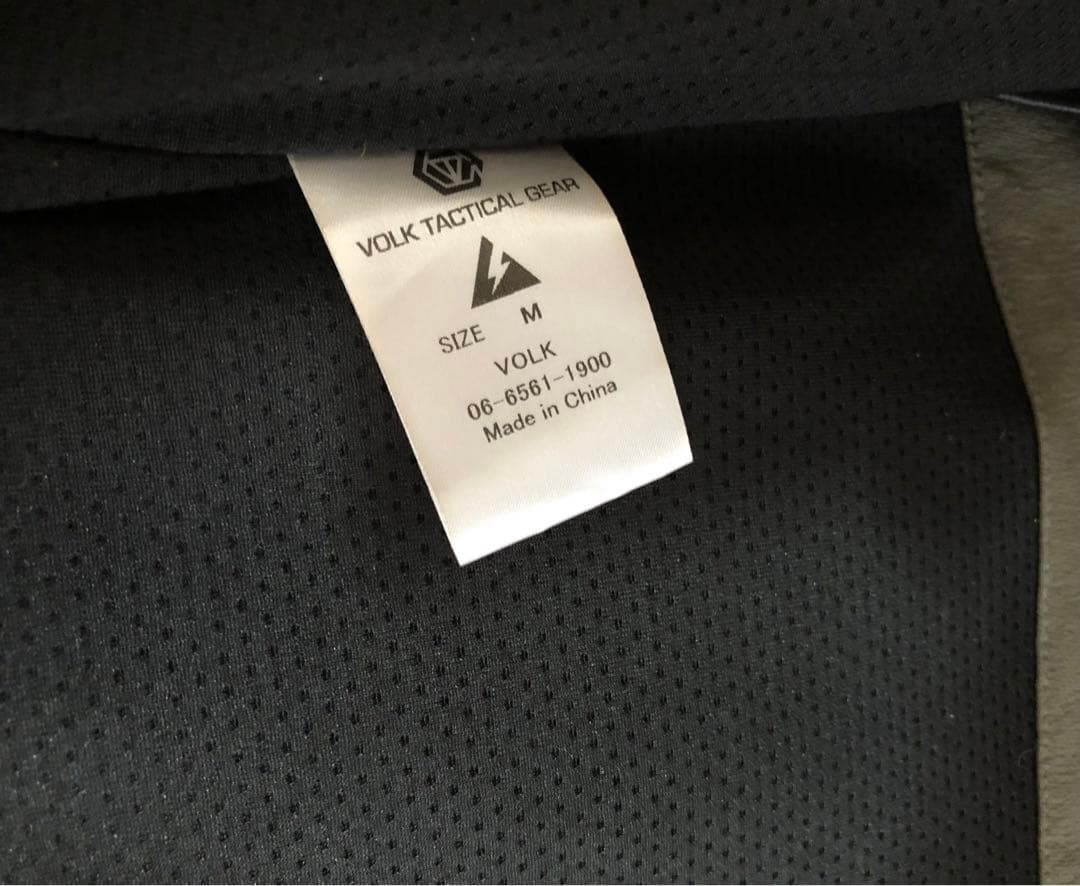 VOLK TACTICAL GEAR
SIZE M
VOLK
06-6561-1900
Made in China